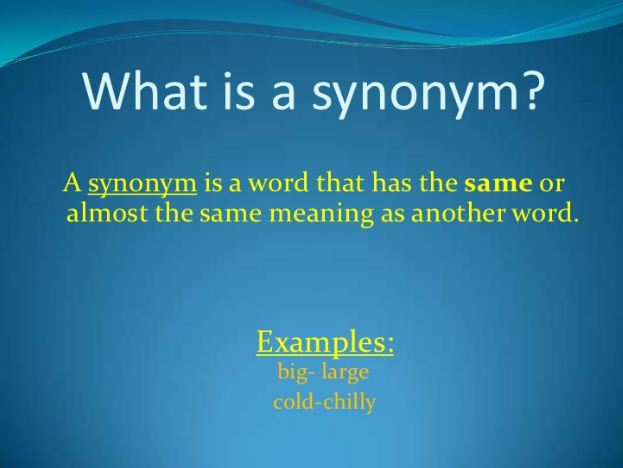 What is a synonym?
A synonym is a word that has the same or
almost the same meaning as another word.
Examples:
big- large
cold-chilly